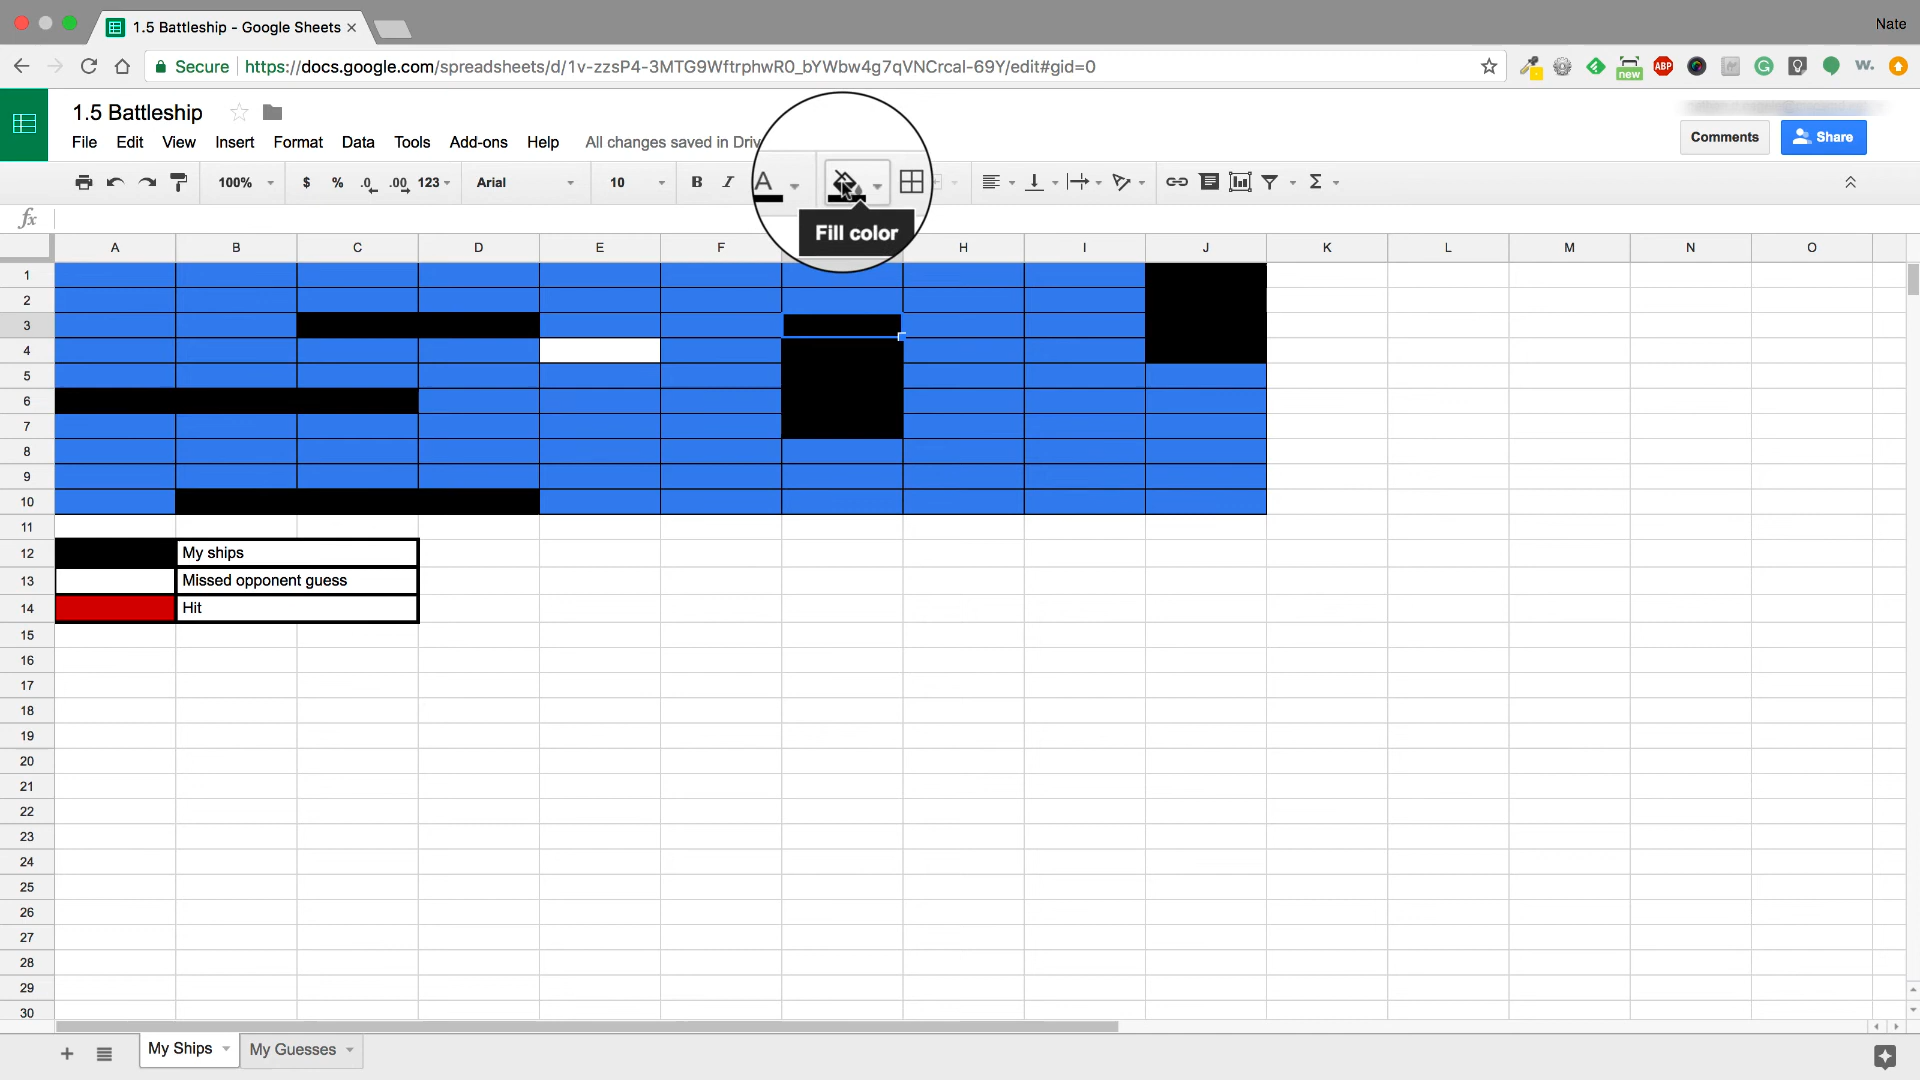 1.5 Battleship - Google Sheets
Nate
Secure https://docs.google.com/spreadsheets/d/1v-zzsP4-3MTG9WftrphwR0_bYWbw4g7qVNCrcal-69Y/edit#gid=0
new ABP G w.
1.5 Battleship
File Edit View Insert Format Data Tools Add-ons Help All changes saved in Driv
Comments Share
100% $ % .0 .00 123 Arial 10 B I A
Fill color
fx
A B C D E F H I J K L M N O
1
2
3
4
5
6
7
8
9
10
11
12 My ships
13 Missed opponent guess
14 Hit
15
16
17
18
19
20
21
22
23
24
25
26
27
28
29
30
+ My Ships My Guesses